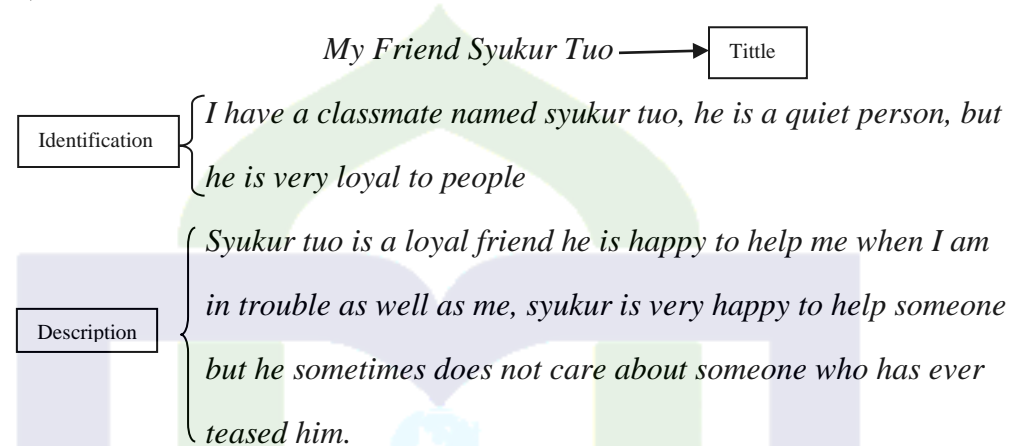 My Friend Syukur Tuo
Tittle
Identification
I have a classmate named syukur tuo, he is a quiet person, but
he is very loyal to people
Description
Syukur tuo is a loyal friend he is happy to help me when I am
in trouble as well as me, syukur is very happy to help someone
but he sometimes does not care about someone who has ever
teased him.